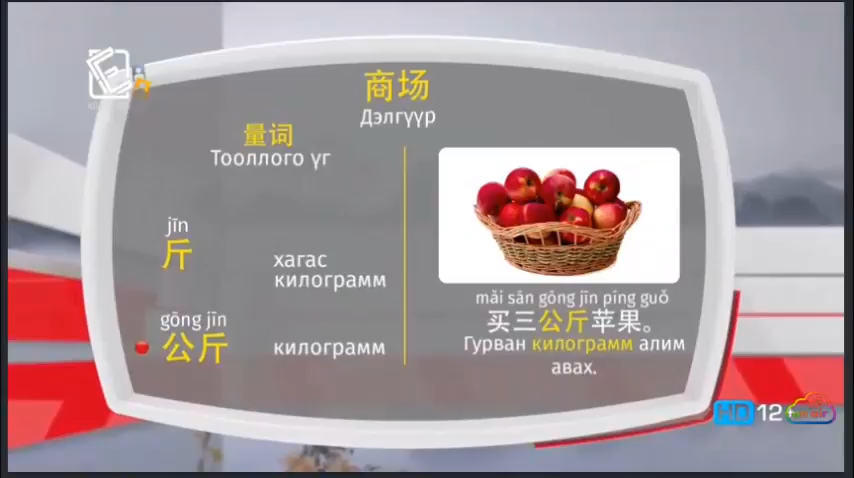 商场
Дэлгүүр
量词
Тооллого үг
jīn
斤
хагас
килограмм
gōng jīn
公斤
килограмм
mǎi sān gōng jīn píng guǒ
买三公斤苹果。
Гурван килограмм алим
авах.
HD 12+